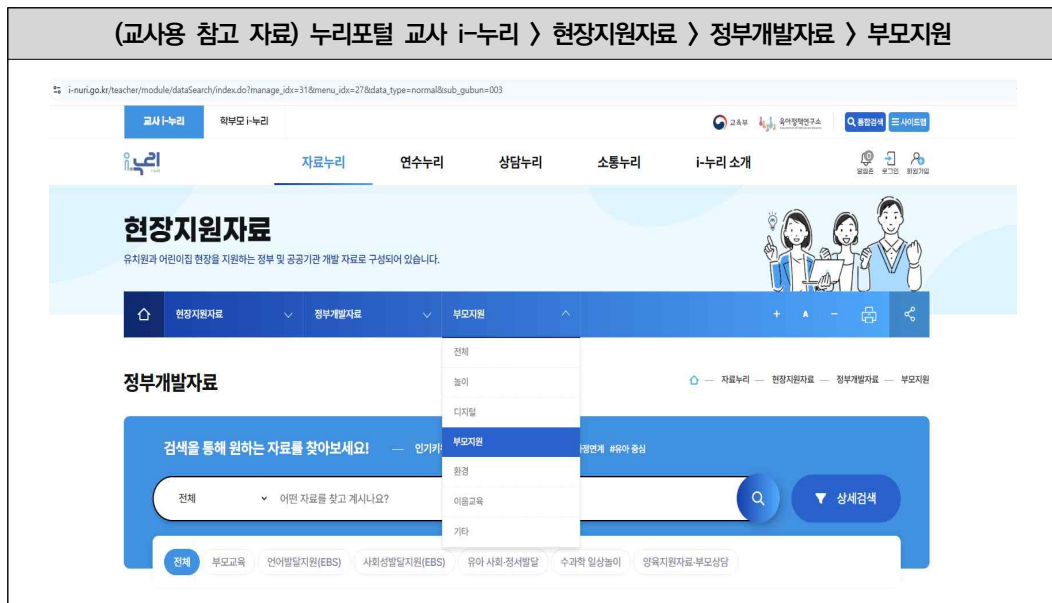 (교사용 참고 자료) 누리포털 교사 i-누리 > 현장지원자료 > 정부개발자료 > 부모지원
i-nuri.go.kr/teacher/module/dataSearch/index.do?manage_idx=31&menu_idx=27&data_type=normal&sub_gubun=003
교사 i-누리 학부모 i-누리 교육부 육아정책연구소 통합검색 사이트맵
i누리 자료누리 연수누리 상담누리 소통누리 i-누리 소개
알림존 로그인 회원가입
현장지원자료
유치원과 어린이집 현장을 지원하는 정부 및 공공기관 개발 자료로 구성되어 있습니다.
현장지원자료 정부개발자료 부모지원 + A -
전체
놀이
디지털
부모지원
환경
이음교육
기타
정부개발자료 자료누리 — 현장지원자료 — 정부개발자료 — 부모지원
검색을 통해 원하는 자료를 찾아보세요! — 인기키 정연계 #유아 중심
전체 어떤 자료를 찾고 계시나요? 상세검색
전체 부모교육 언어발달지원(EBS) 사회성발달지원(EBS) 유아 사회·정서발달 수과학 일상놀이 양육지원자료·부모상담